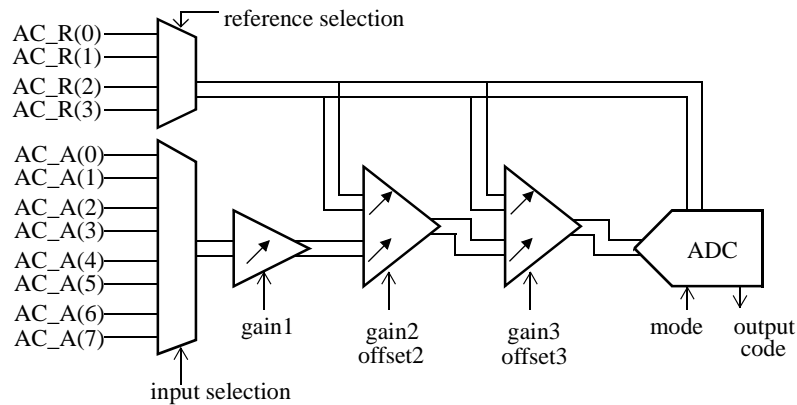 reference selection
AC_R(0)
AC_R(1)
AC_R(2)
AC_R(3)
AC_A(0)
AC_A(1)
AC_A(2)
AC_A(3)
AC_A(4)
AC_A(5)
AC_A(6)
AC_A(7)
input selection
gain1
gain2
offset2
gain3
offset3
ADC
mode
output
code